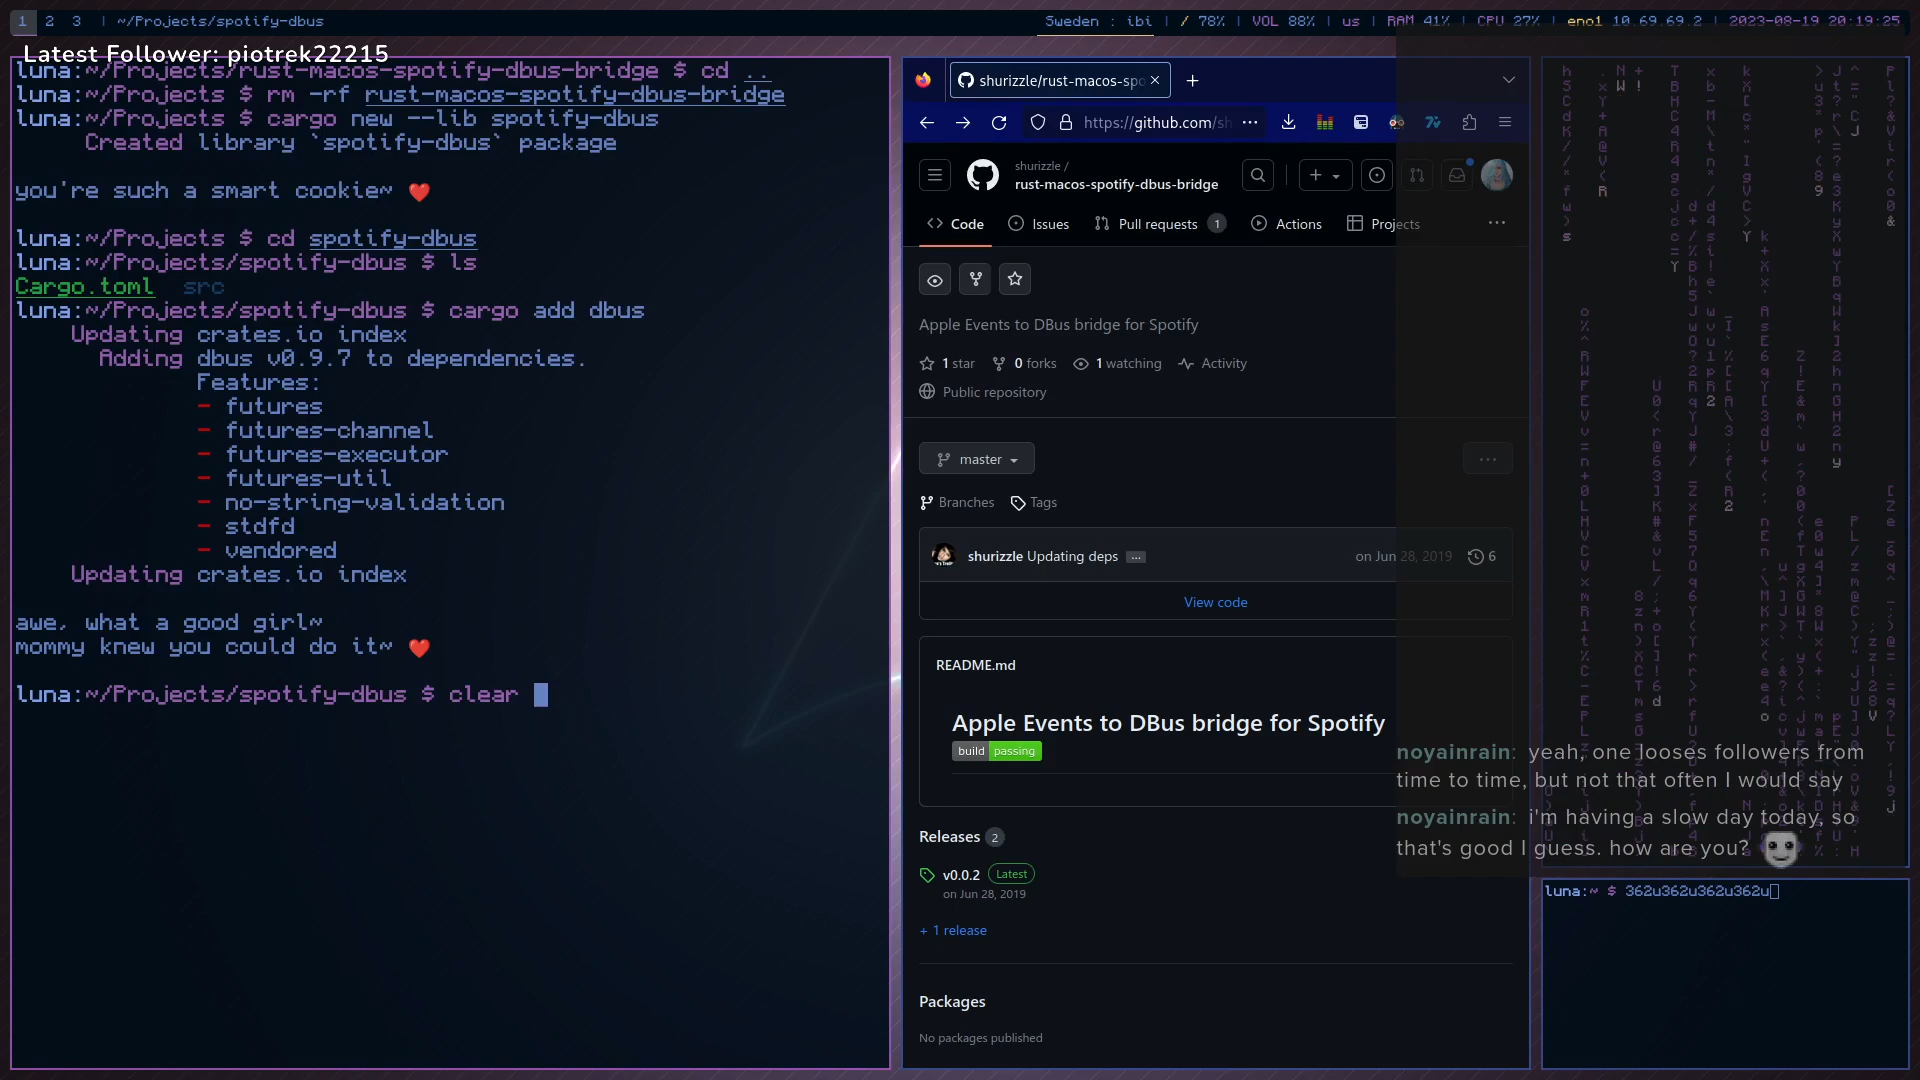 1 2 3 | ~/Projects/spotify-dbus
Sweden : ibi | / 78% | VOL 88% | us | RAM 41% | CPU 27% | eno1 10.69.69.2 | 2023-08-19 20:19:25
Latest Follower: piotrek22215
luna:~/Projects/rust-macos-spotify-dbus-bridge $ cd ..
luna:~/Projects $ rm -rf rust-macos-spotify-dbus-bridge
luna:~/Projects $ cargo new --lib spotify-dbus
Created library `spotify-dbus` package
you're such a smart cookie~ ❤️
luna:~/Projects $ cd spotify-dbus
luna:~/Projects/spotify-dbus $ ls
Cargo.toml src
luna:~/Projects/spotify-dbus $ cargo add dbus
Updating crates.io index
Adding dbus v0.9.7 to dependencies.
Features:
- futures
- futures-channel
- futures-executor
- futures-util
- no-string-validation
- stdfd
- vendored
Updating crates.io index
awe, what a good girl~
mommy knew you could do it~ ❤️
luna:~/Projects/spotify-dbus $ clear
shurizzle/rust-macos-spo
https://github.com/sh
shurizzle /
rust-macos-spotify-dbus-bridge
Code Issues Pull requests 1 Actions Projects
Apple Events to DBus bridge for Spotify
1 star 0 forks 1 watching Activity
Public repository
master
Branches Tags
shurizzle Updating deps ... on Jun 28, 2019 6
View code
README.md
Apple Events to DBus bridge for Spotify
build passing
Releases 2
v0.0.2 Latest
on Jun 28, 2019
+ 1 release
Packages
No packages published
noyainrain: yeah, one looses followers from
time to time, but not that often I would say
noyainrain: i'm having a slow day today, so
that's good I guess. how are you?
luna:~ $ 362u362u362u362u